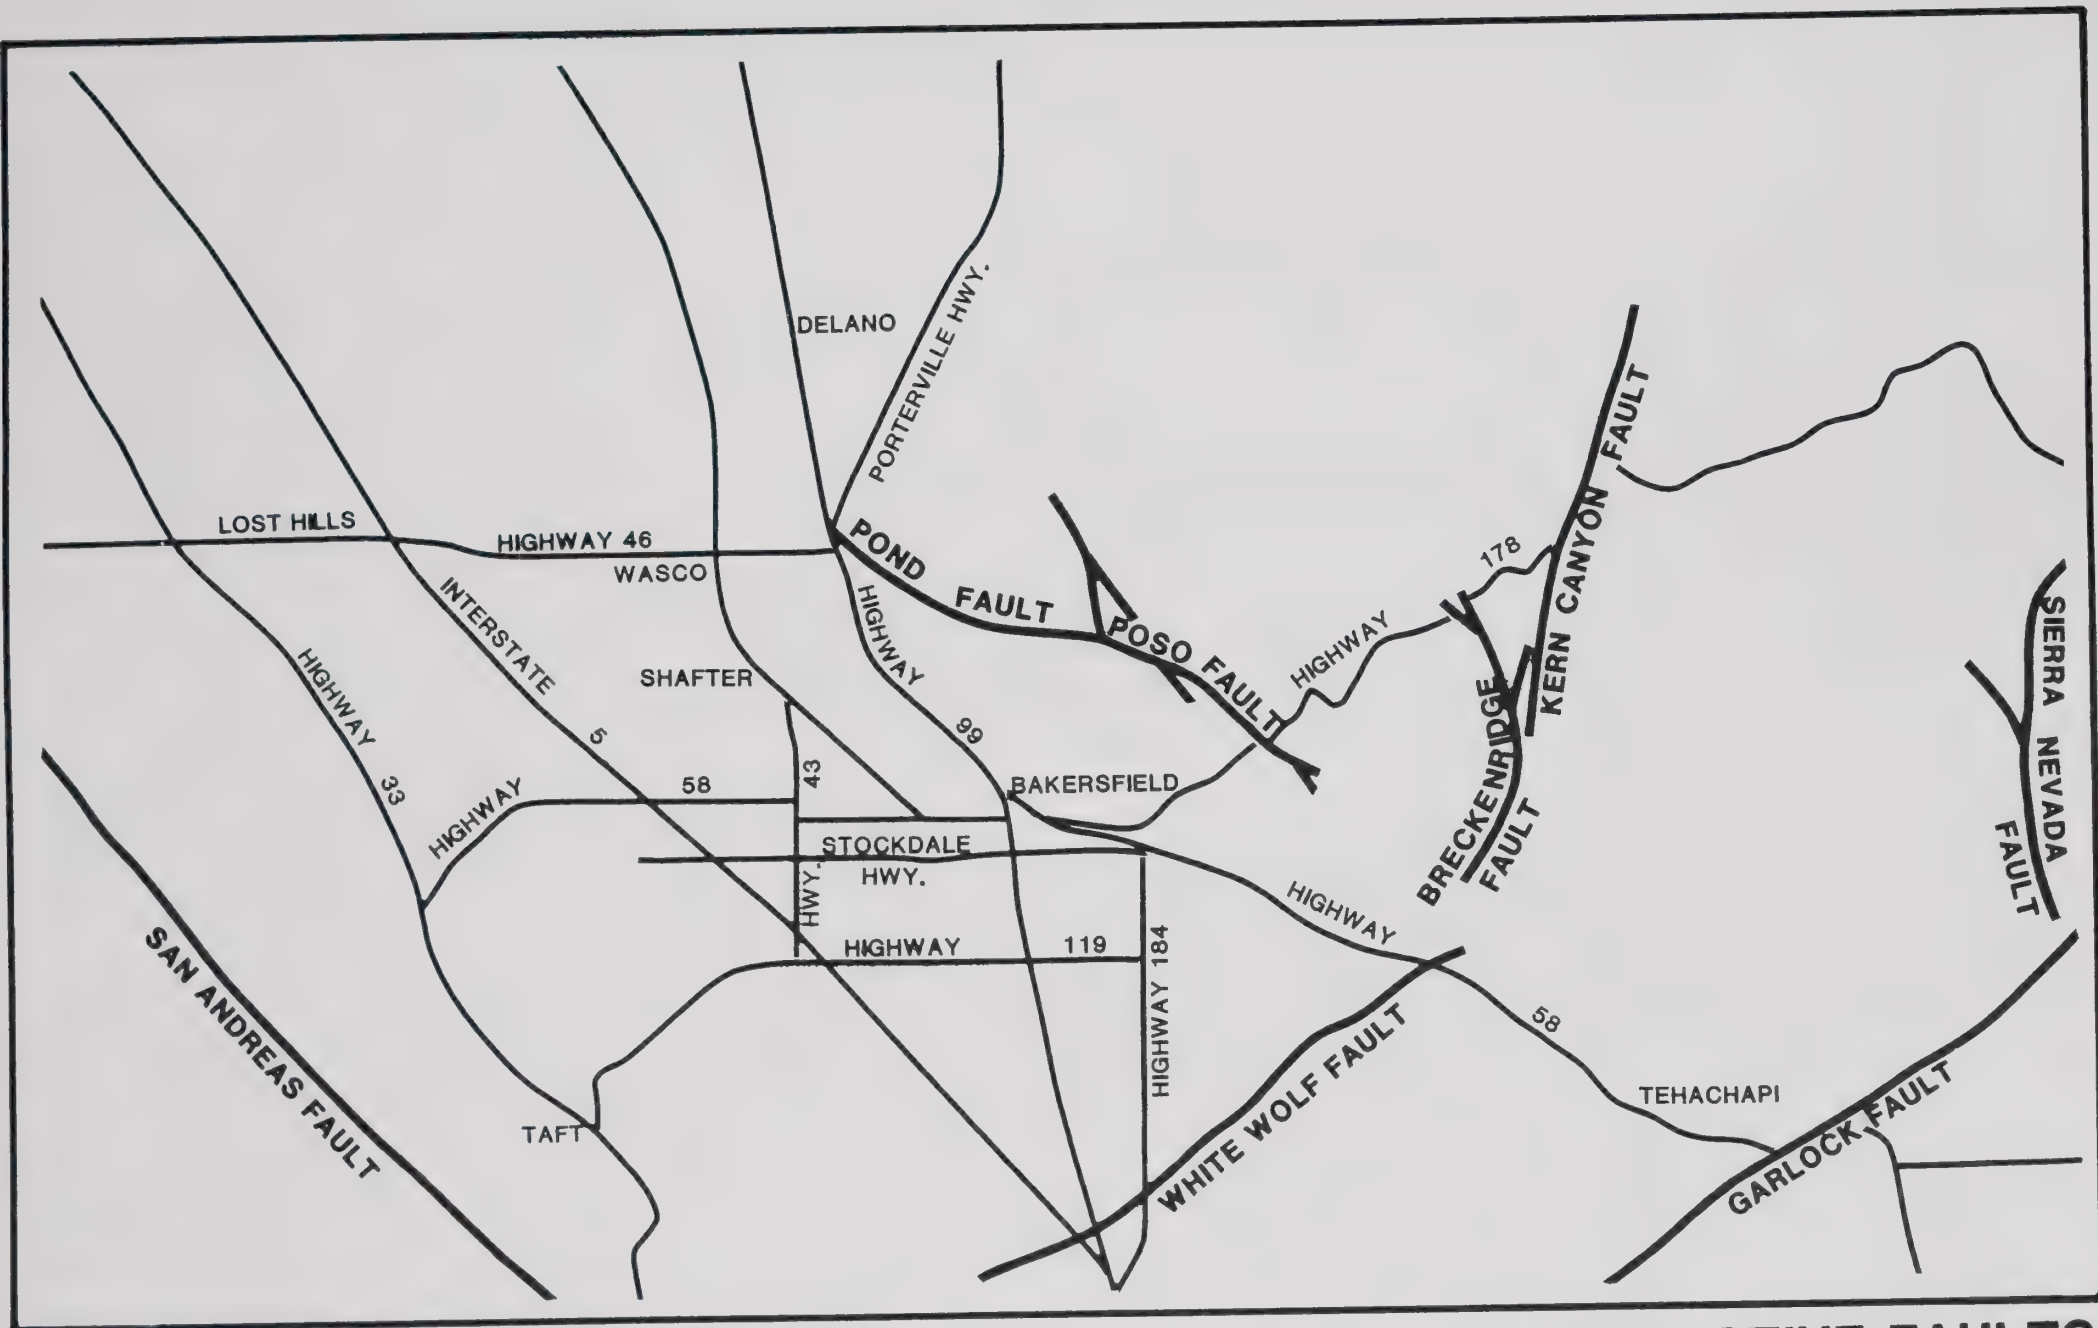 DELANO
PORTERVILLE HWY.
LOST HILLS
HIGHWAY 46
WASCO
POND FAULT
POSO FAULT
HIGHWAY 178
KERN CANYON FAULT
INTERSTATE 5
HIGHWAY 99
SHAFTER
HIGHWAY 33
HIGHWAY 58
43
HWY.
BAKERSFIELD
STOCKDALE
HWY.
BRECKENRIDGE
FAULT
SIERRA NEVADA
FAULT
SAN ANDREAS FAULT
HIGHWAY 119
HIGHWAY 184
HIGHWAY 58
WHITE WOLF FAULT
TEHACHAPI
GARLOCK FAULT
TAFT
FAULTS